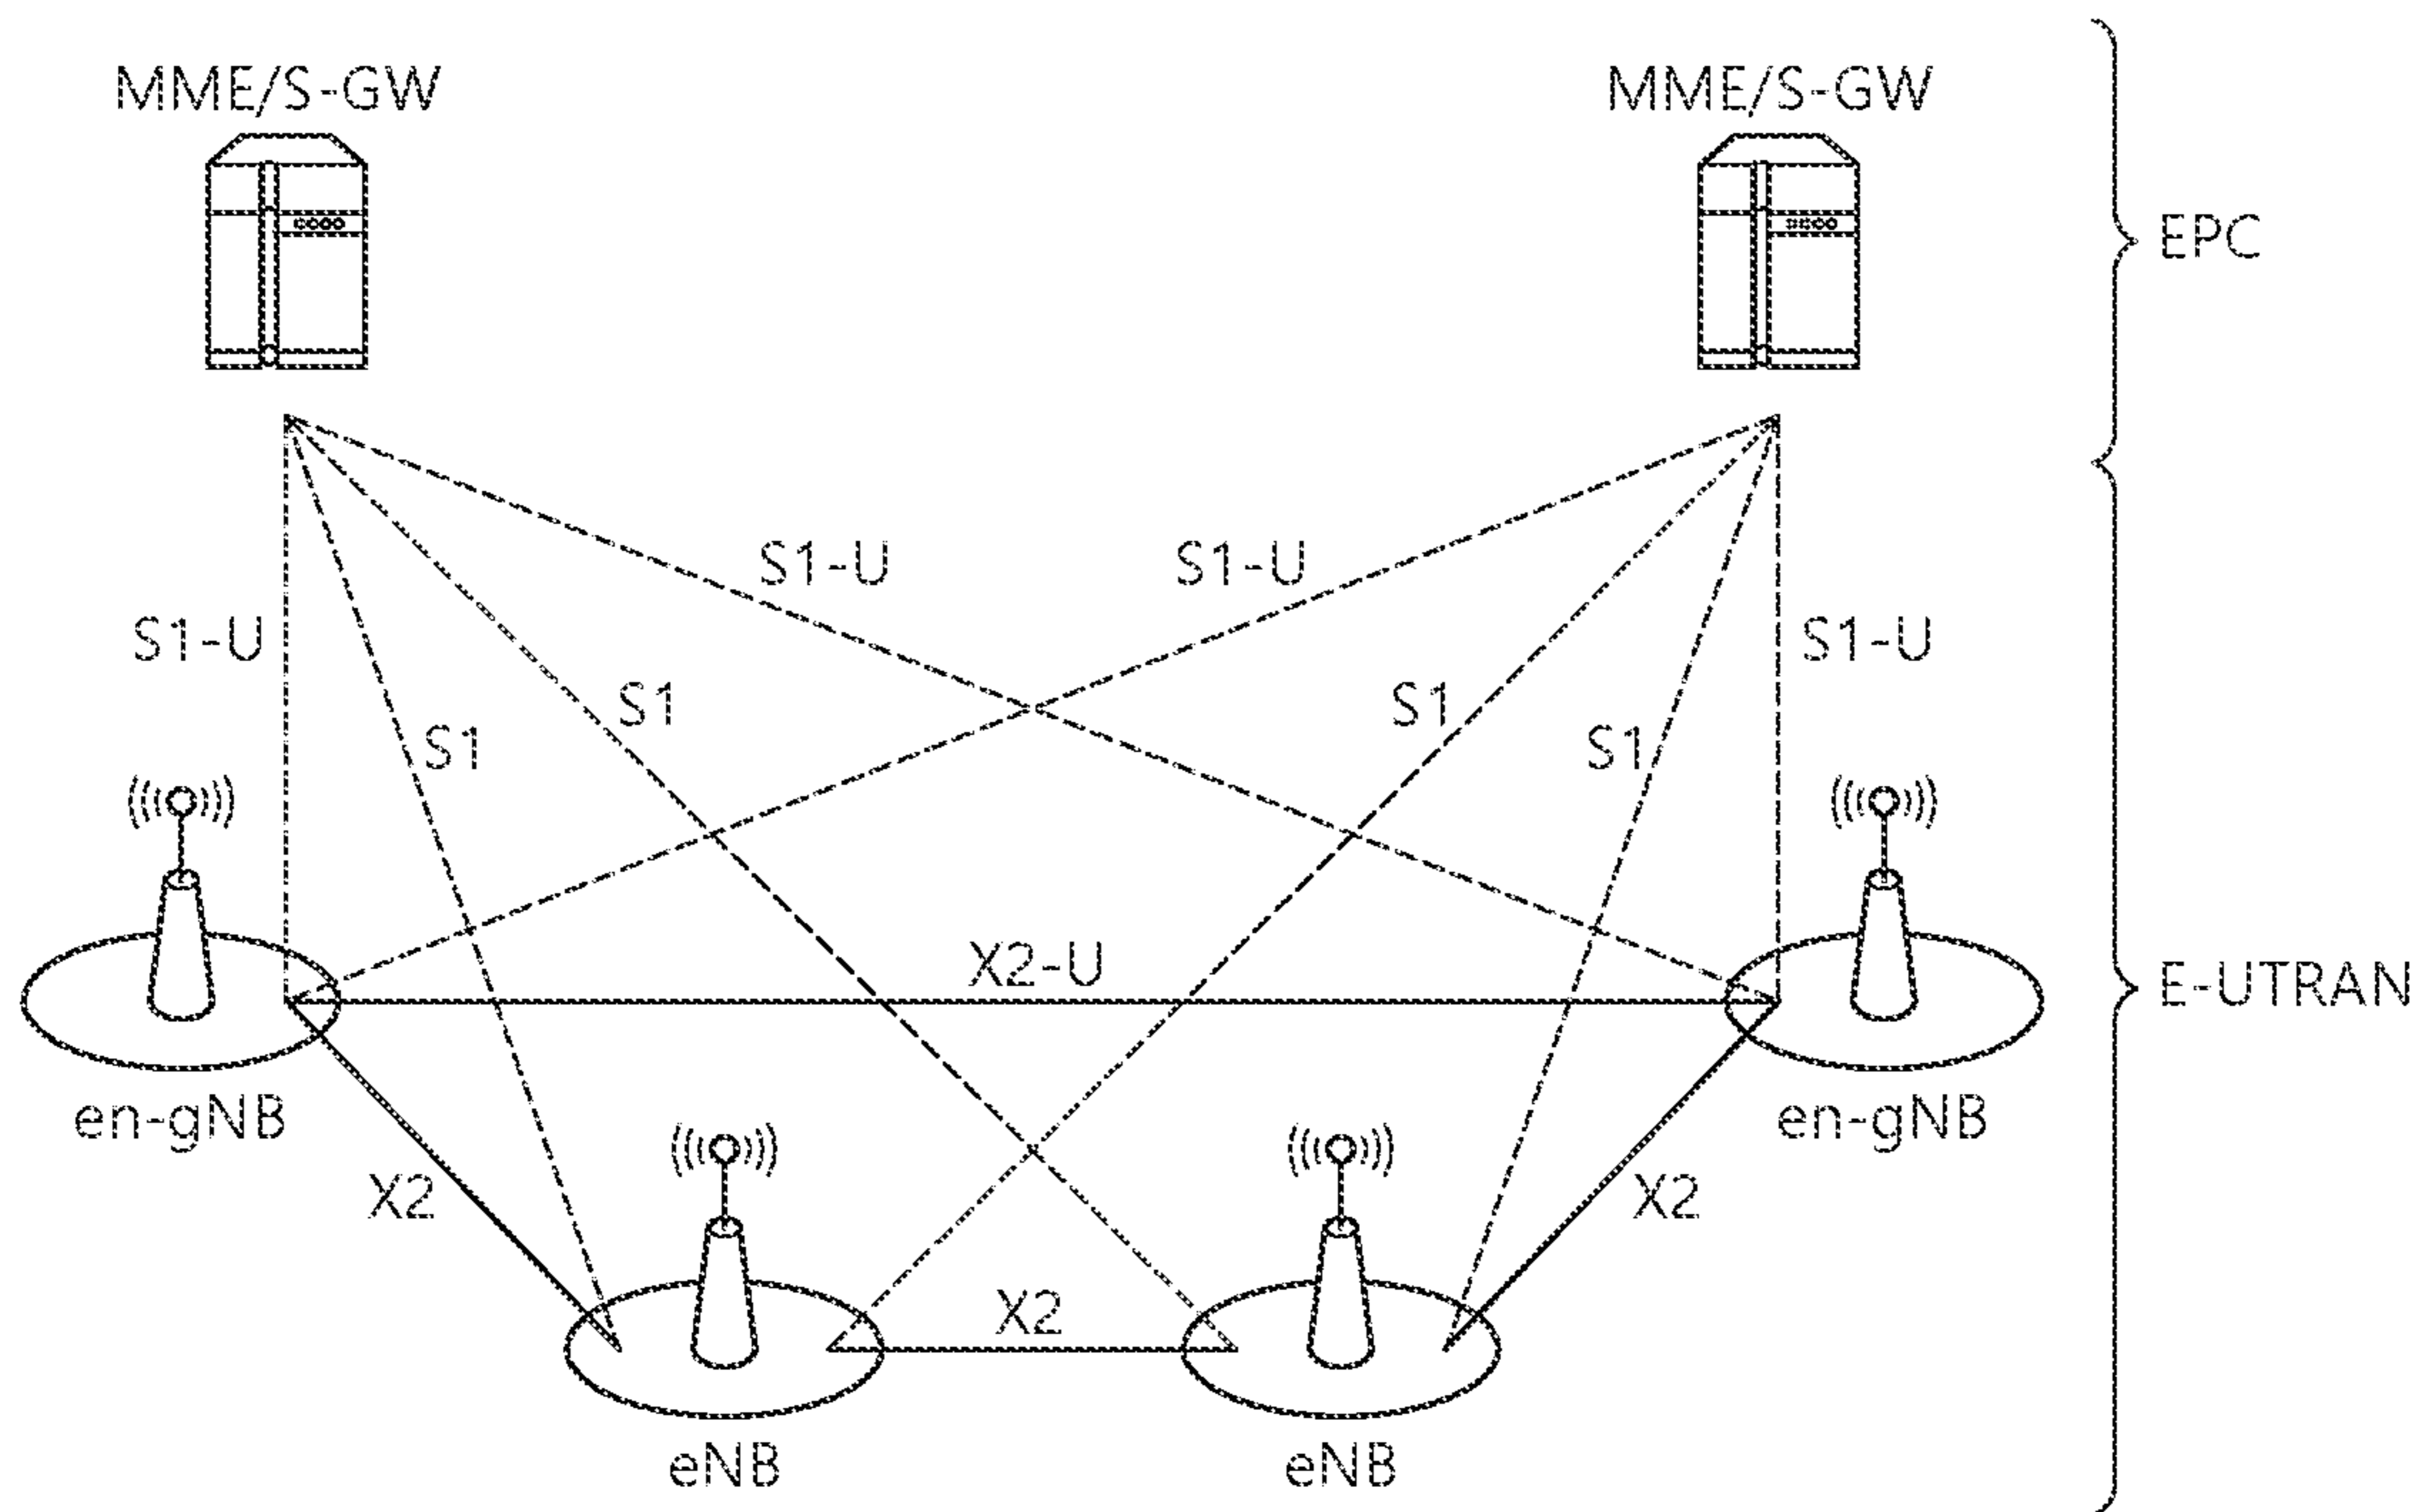 MME/S-GW
MME/S-GW
EPC
S1-U
S1-U
S1-U
S1-U
S1
S1
S1
S1
X2-U
E-UTRAN
en-gNB
en-gNB
X2
X2
X2
eNB
eNB